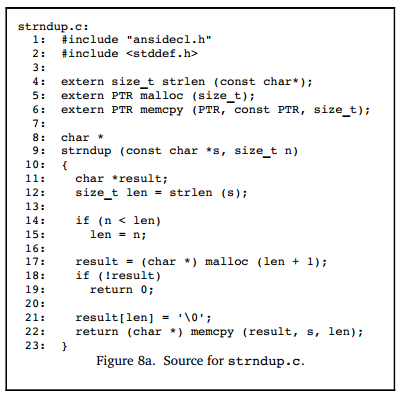 strndup.c:
1: #include "ansidecl.h"
2: #include <stddef.h>
3:
4: extern size_t strlen (const char*);
5: extern PTR malloc (size_t);
6: extern PTR memcpy (PTR, const PTR, size_t);
7:
8: char *
9: strndup (const char *s, size_t n)
10: {
11:   char *result;
12:   size_t len = strlen (s);
13:
14:   if (n < len)
15:     len = n;
16:
17:   result = (char *) malloc (len + 1);
18:   if (!result)
19:     return 0;
20:
21:   result[len] = '\0';
22:   return (char *) memcpy (result, s, len);
23: }
Figure 8a. Source for strndup.c.